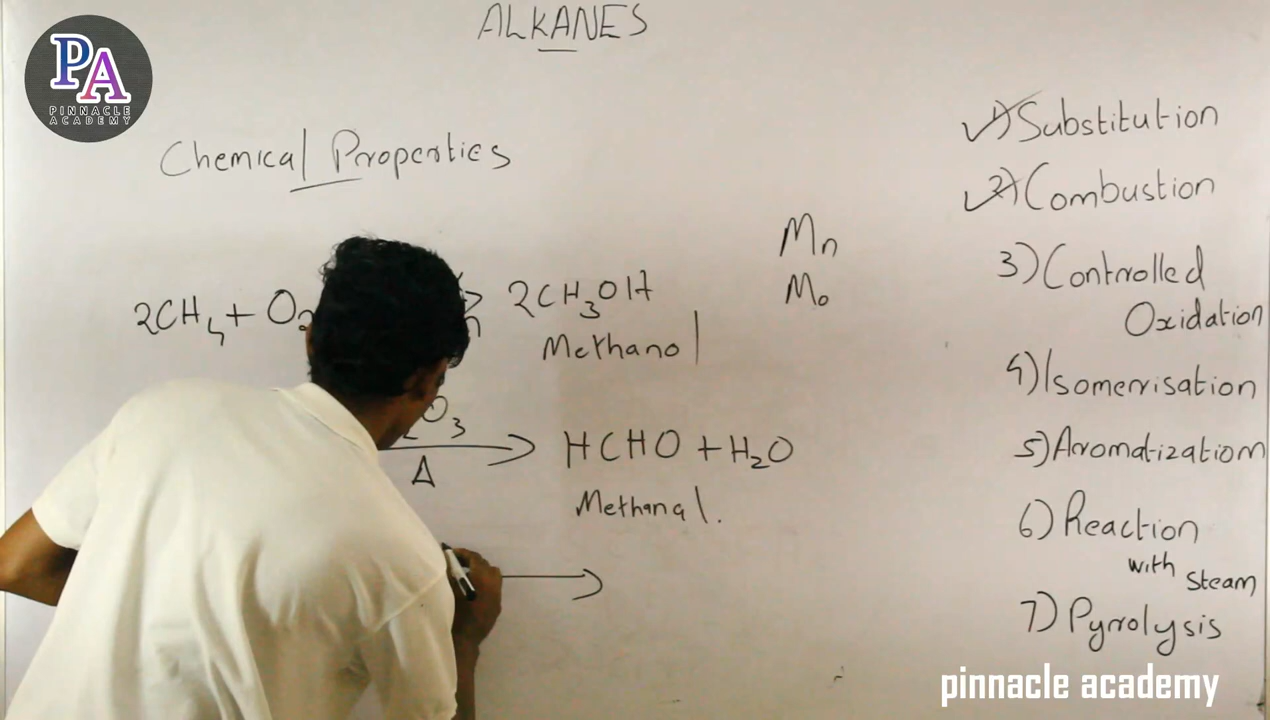 ALKANES
PA
PINNACLE
ACADEMY
Chemical Properties
2CH4 + O2 > 2CH3OH
Methanol
O3
Δ → HCHO + H2O
Methanal.
→
Mn
Mo
1) Substitution
2) Combustion
3) Controlled
Oxidation
4) Isomerisation
5) Aromatization
6) Reaction
with
Steam
7) Pyrolysis
pinnacle academy